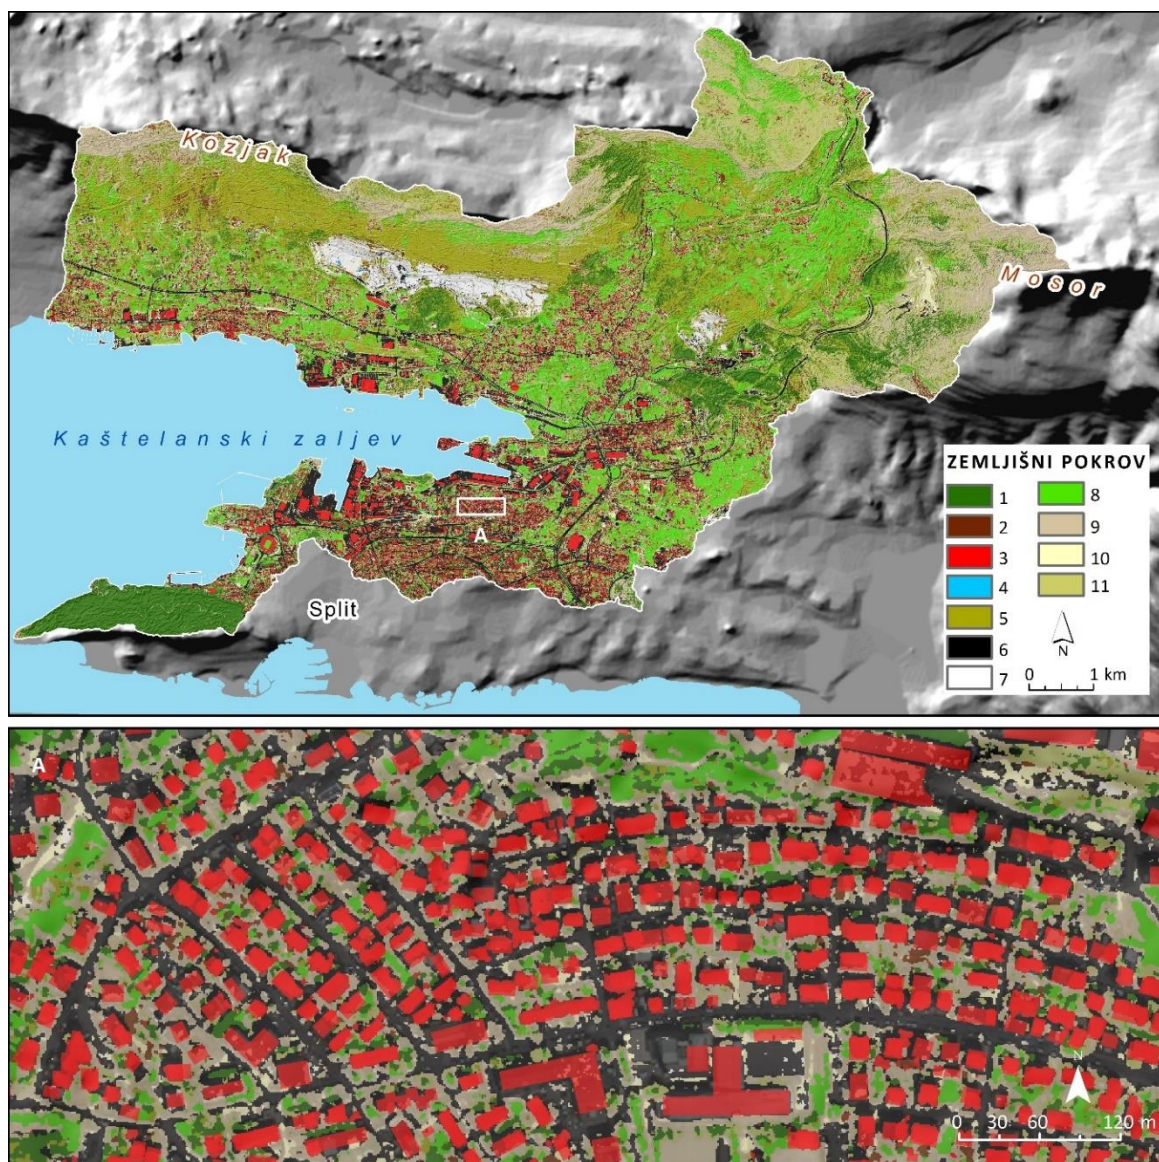 Kozjak
Mosor
Kaštelanski zaljev
A
Split
ZEMLJIŠNI POKROV
1 8
2 9
3 10
4 11
5
6 N
7 0 1 km
A
N
0 30 60 120 m